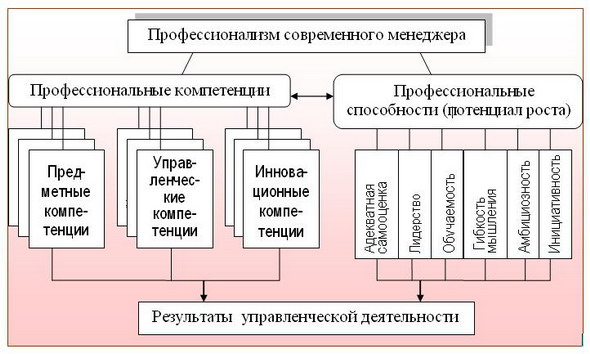 Профессионализм современного менеджера
Профессиональные компетенции
Профессиональные
способности (потенциал роста)
Пред-
метные
компе-
тенции
Управ-
ленчес-
кие
компе-
тенции
Иннова-
ционные
компе-
тенции
Адекватная
самооценка
Лидерство
Обучаемость
Гибкость
мышления
Амбициозность
Инициативность
Результаты управленческой деятельности